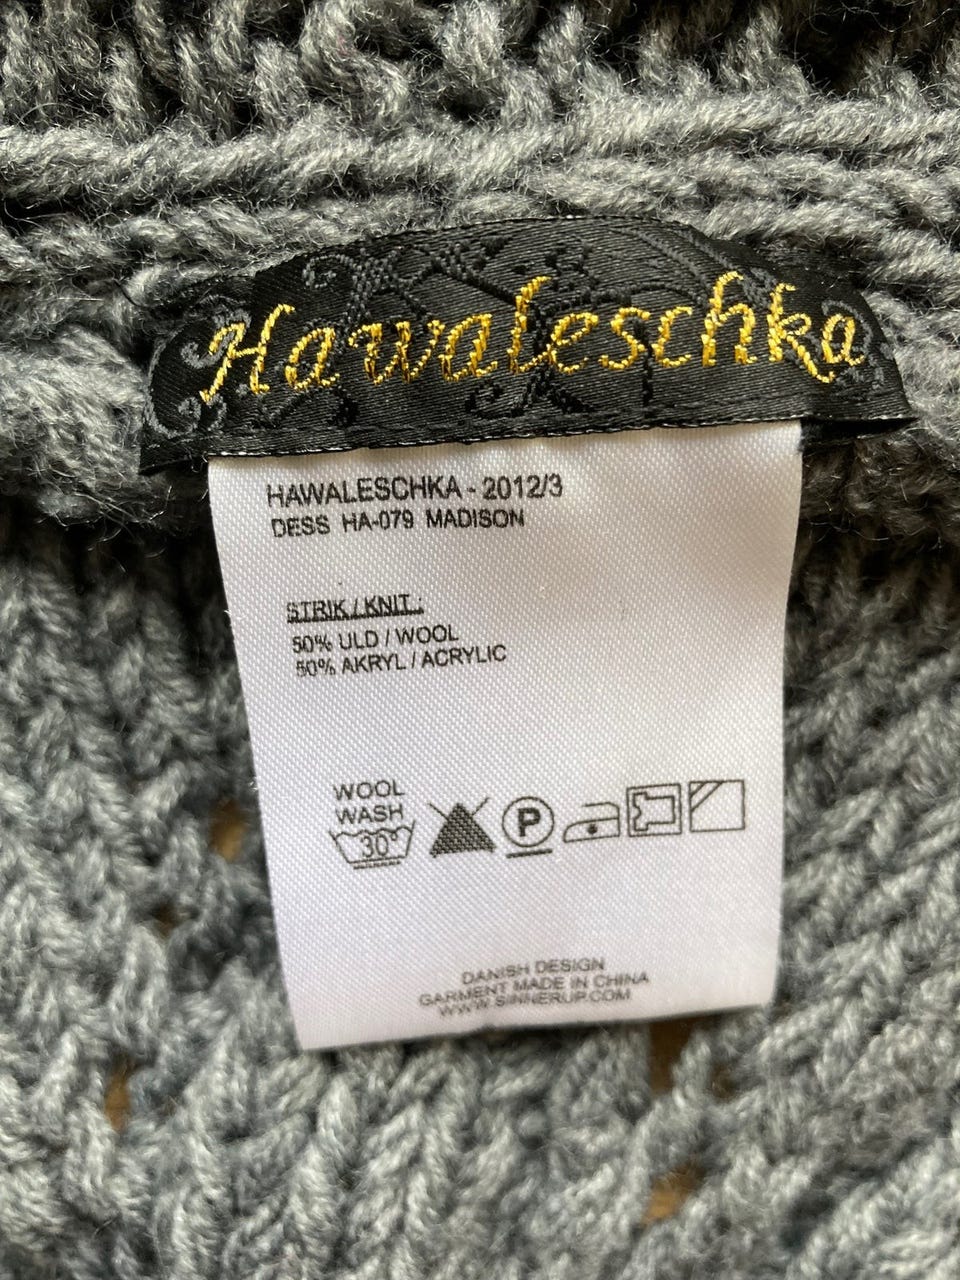 Hawaleschka
HAWALESCHKA - 2012/3
DESS HA-079 MADISON
STRIK / KNIT :
50% ULD / WOOL
50% AKRYL / ACRYLIC
WOOL
WASH
30°
P
DANISH DESIGN
GARMENT MADE IN CHINA
WWW.SINNERUP.COM